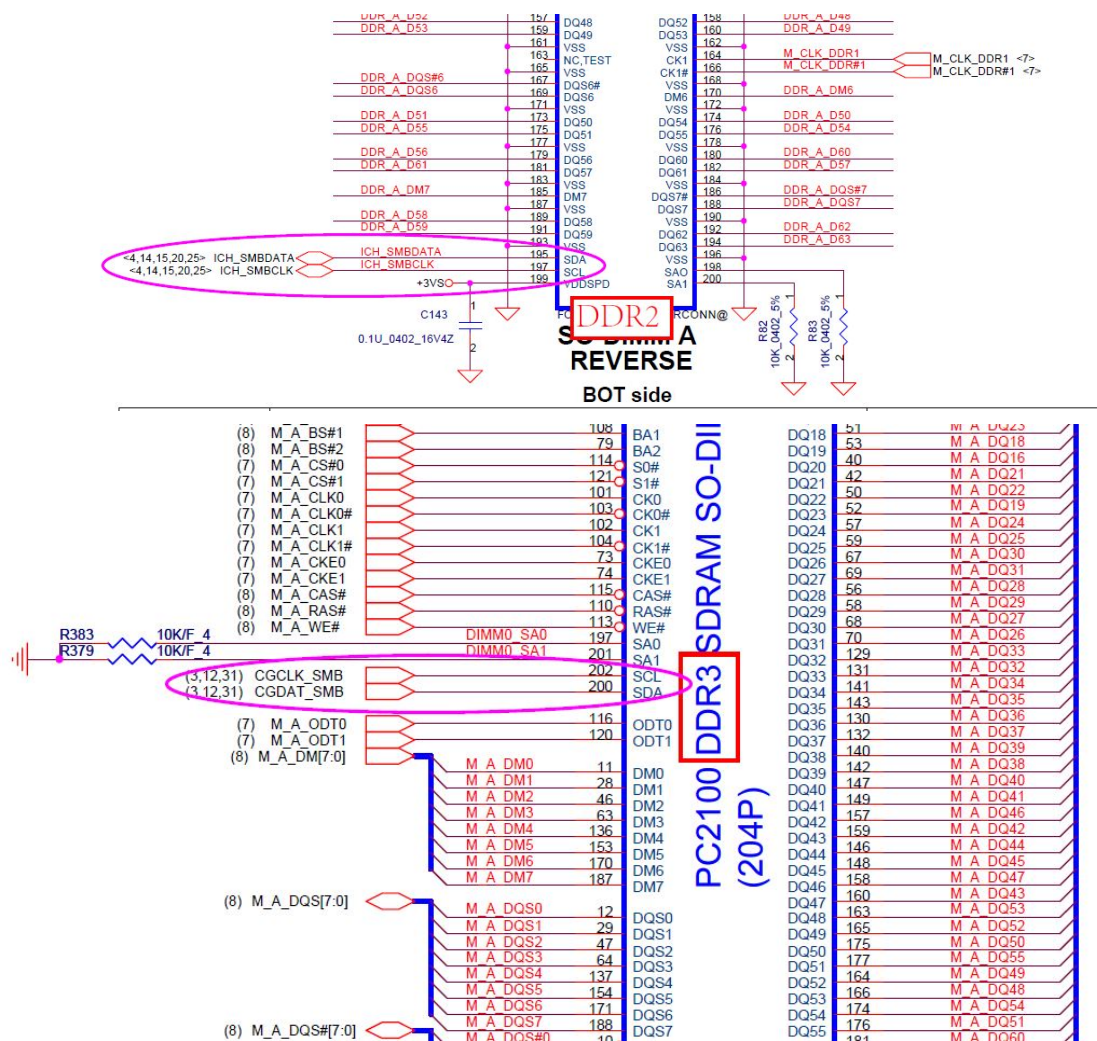 DDR_A_D52 157 DQ48 DQ52 158 DDR_A_D48
DDR_A_D53 159 DQ49 DQ53 160 DDR_A_D49
161 VSS VSS 162
163 NC,TEST CK1 164 M_CLK_DDR1 M_CLK_DDR1 <7>
165 VSS CK1# 166 M_CLK_DDR#1 M_CLK_DDR#1 <7>
DDR_A_DQS#6 167 DQS6# VSS 168
DDR_A_DQS6 169 DQS6 DM6 170 DDR_A_DM6
171 VSS VSS 172
DDR_A_D51 173 DQ50 DQ54 174 DDR_A_D50
DDR_A_D55 175 DQ51 DQ55 176 DDR_A_D54
177 VSS VSS 178
DDR_A_D56 179 DQ56 DQ60 180 DDR_A_D60
DDR_A_D61 181 DQ57 DQ61 182 DDR_A_D57
183 VSS VSS 184
DDR_A_DM7 185 DM7 DQS7# 186 DDR_A_DQS#7
187 VSS DQS7 188 DDR_A_DQS7
DDR_A_D58 189 DQ58 VSS 190
DDR_A_D59 191 DQ59 DQ62 192 DDR_A_D62
193 VSS DQ63 194 DDR_A_D63
<4,14,15,20,25> ICH_SMBDATA ICH_SMBDATA 195 SDA VSS 196
<4,14,15,20,25> ICH_SMBCLK ICH_SMBCLK 197 SCL SAO 198
+3VS 199 VDDSPD SA1 200
C143
0.1U_0402_16V4Z
1
2
DDR2
RCONN@
REVERSE
BOT side
R82
10K_0402_5%
1
2
R83
10K_0402_5%
1
2
(8) M_A_BS#1 108 BA1 DQ18 51 M_A_DQ23
(8) M_A_BS#2 79 BA2 DQ19 53 M_A_DQ18
(7) M_A_CS#0 114 S0# DQ20 40 M_A_DQ16
(7) M_A_CS#1 121 S1# DQ21 42 M_A_DQ21
(7) M_A_CLK0 101 CK0 DQ22 50 M_A_DQ22
(7) M_A_CLK0# 103 CK0# DQ23 52 M_A_DQ19
(7) M_A_CLK1 102 CK1 DQ24 57 M_A_DQ24
(7) M_A_CLK1# 104 CK1# DQ25 59 M_A_DQ25
(7) M_A_CKE0 73 CKE0 DQ26 67 M_A_DQ30
(7) M_A_CKE1 74 CKE1 DQ27 69 M_A_DQ31
(8) M_A_CAS# 115 CAS# DQ28 56 M_A_DQ28
(8) M_A_RAS# 110 RAS# DQ29 58 M_A_DQ29
(8) M_A_WE# 113 WE# DQ30 68 M_A_DQ27
R383 10K/F_4 DIMM0_SA0 197 SA0 DQ31 70 M_A_DQ26
R379 10K/F_4 DIMM0_SA1 201 SA1 DQ32 129 M_A_DQ33
(3,12,31) CGCLK_SMB 202 SCL DQ33 131 M_A_DQ32
(3,12,31) CGDAT_SMB 200 SDA DQ34 141 M_A_DQ34
DQ35 143 M_A_DQ35
(7) M_A_ODT0 116 ODT0 DQ36 130 M_A_DQ36
(7) M_A_ODT1 120 ODT1 DQ37 132 M_A_DQ37
(8) M_A_DM[7:0] DQ38 140 M_A_DQ39
M_A_DM0 11 DM0 DQ39 142 M_A_DQ38
M_A_DM1 28 DM1 DQ40 147 M_A_DQ40
M_A_DM2 46 DM2 DQ41 149 M_A_DQ41
M_A_DM3 63 DM3 DQ42 157 M_A_DQ46
M_A_DM4 136 DM4 DQ43 159 M_A_DQ42
M_A_DM5 153 DM5 DQ44 146 M_A_DQ44
M_A_DM6 170 DM6 DQ45 148 M_A_DQ45
M_A_DM7 187 DM7 DQ46 158 M_A_DQ47
DQ47 160 M_A_DQ43
(8) M_A_DQS[7:0]
M_A_DQS0 12 DQS0 DQ48 163 M_A_DQ53
M_A_DQS1 29 DQS1 DQ49 165 M_A_DQ52
M_A_DQS2 47 DQS2 DQ50 175 M_A_DQ50
M_A_DQS3 64 DQS3 DQ51 177 M_A_DQ55
M_A_DQS4 137 DQS4 DQ52 164 M_A_DQ49
M_A_DQS5 154 DQS5 DQ53 166 M_A_DQ48
M_A_DQS6 171 DQS6 DQ54 174 M_A_DQ54
M_A_DQS7 188 DQS7 DQ55 176 M_A_DQ51
(8) M_A_DQS#[7:0] M_A_DQS#0 10 181 M_A_DQ60
PC2100 DDR3 SDRAM SO-DI
(204P)